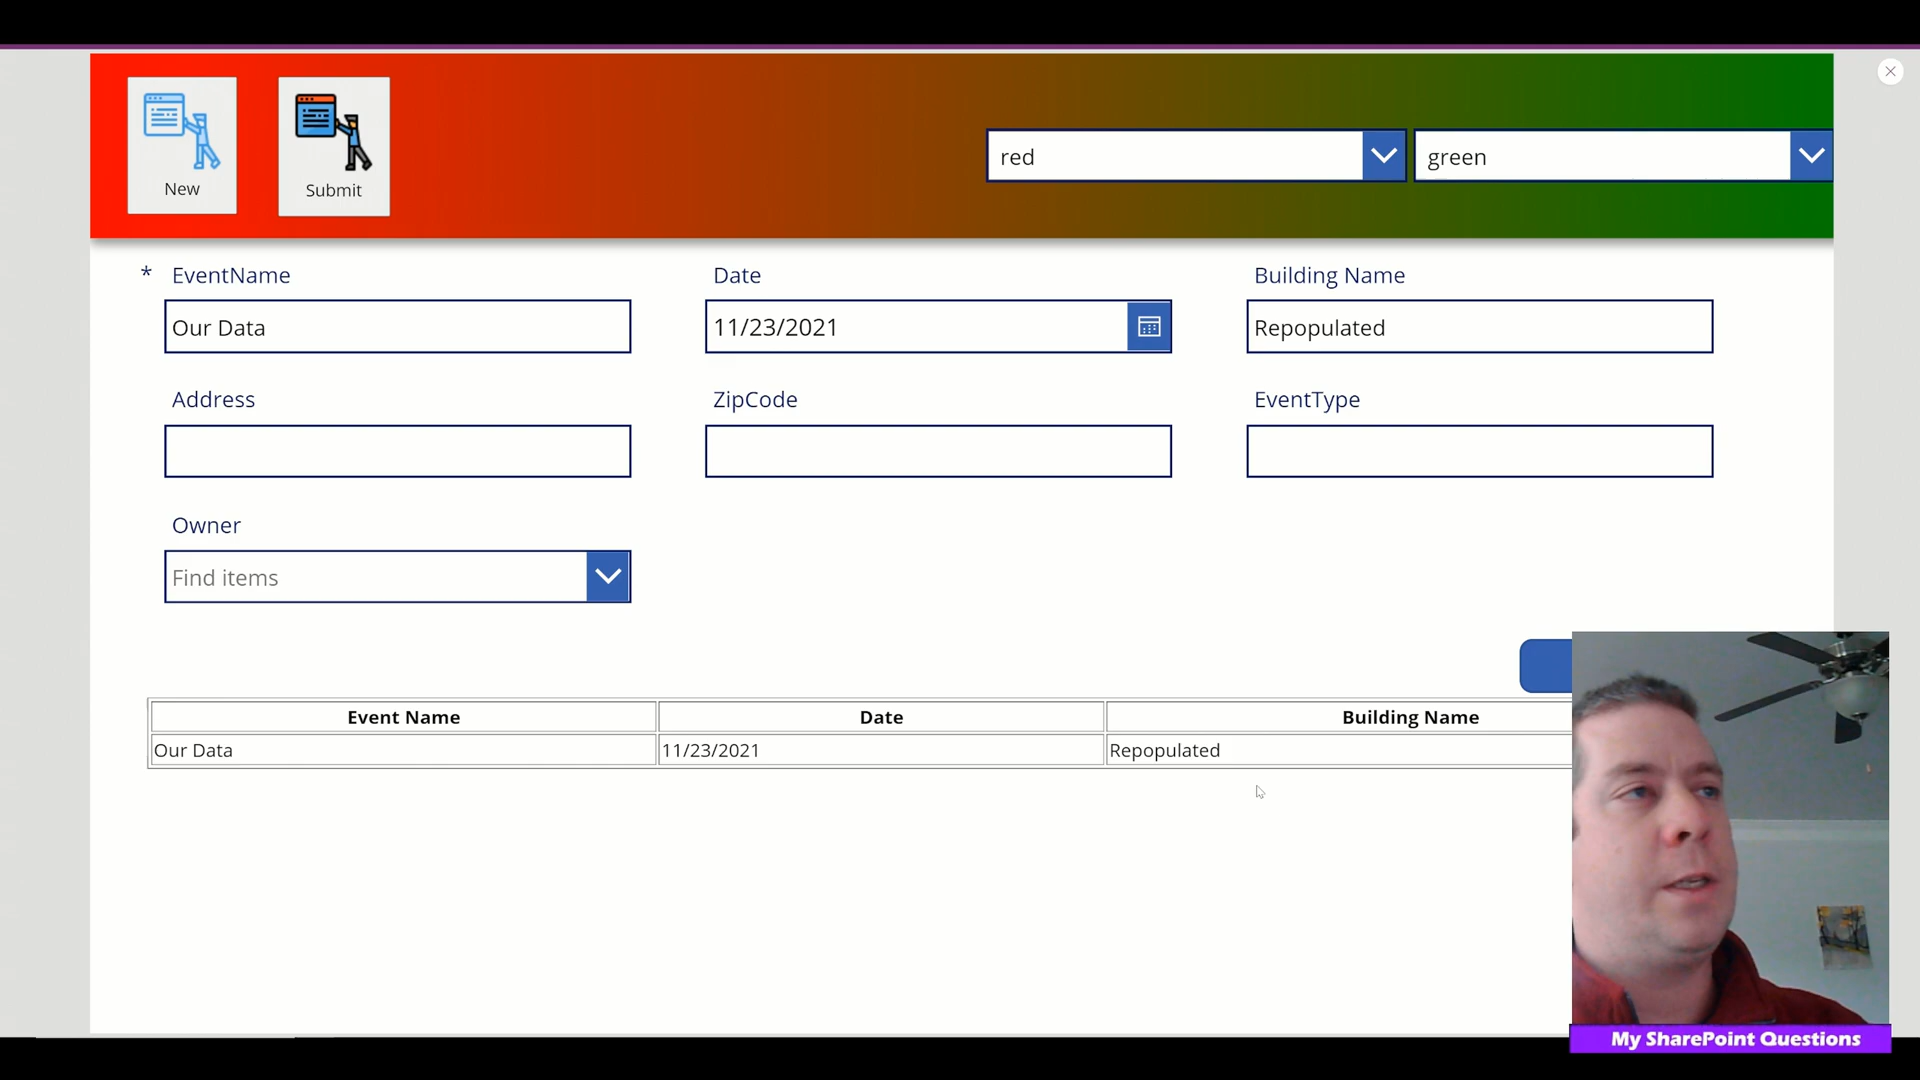 New
Submit
red
green
* EventName
Date
Building Name
Our Data
11/23/2021
Repopulated
Address
ZipCode
EventType
Owner
Find items
Event Name Date Building Name
Our Data 11/23/2021 Repopulated
My SharePoint Questions